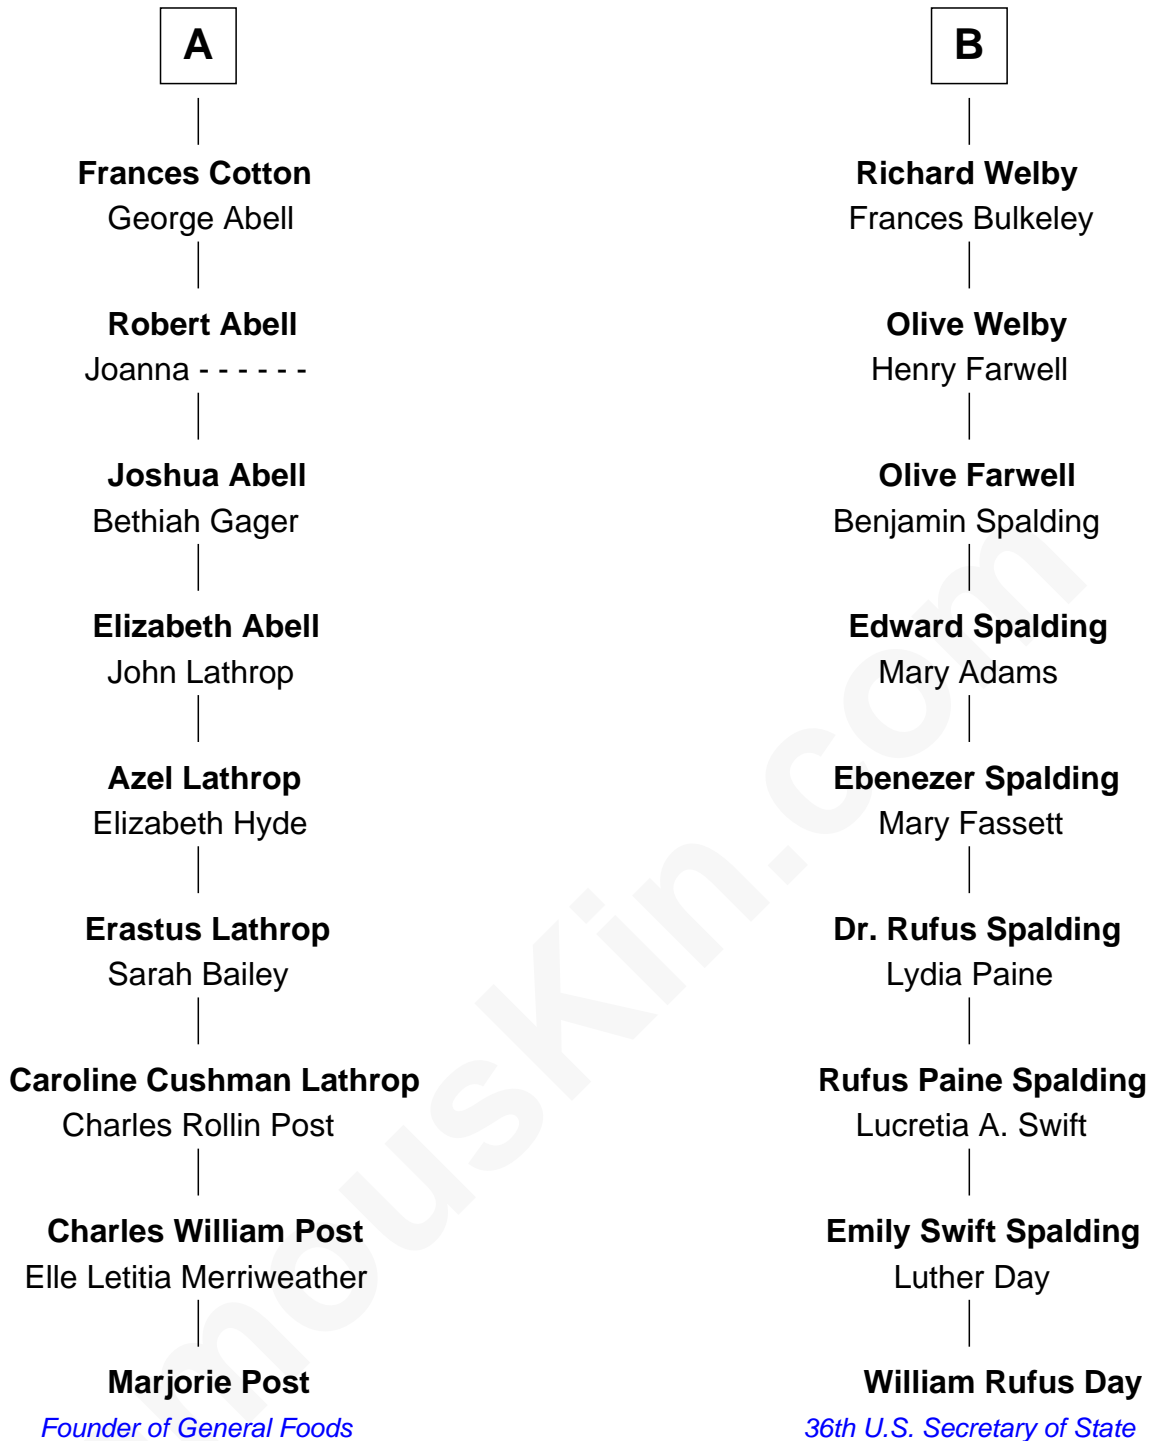 A
Frances Cotton
George Abell
Robert Abell
Joanna - - - - - -
Joshua Abell
Bethiah Gager
Elizabeth Abell
John Lathrop
Azel Lathrop
Elizabeth Hyde
Erastus Lathrop
Sarah Bailey
Caroline Cushman Lathrop
Charles Rollin Post
Charles William Post
Elle Letitia Merriweather
Marjorie Post
Founder of General Foods
B
Richard Welby
Frances Bulkeley
Olive Welby
Henry Farwell
Olive Farwell
Benjamin Spalding
Edward Spalding
Mary Adams
Ebenezer Spalding
Mary Fassett
Dr. Rufus Spalding
Lydia Paine
Rufus Paine Spalding
Lucretia A. Swift
Emily Swift Spalding
Luther Day
William Rufus Day
36th U.S. Secretary of State
mouskin.com